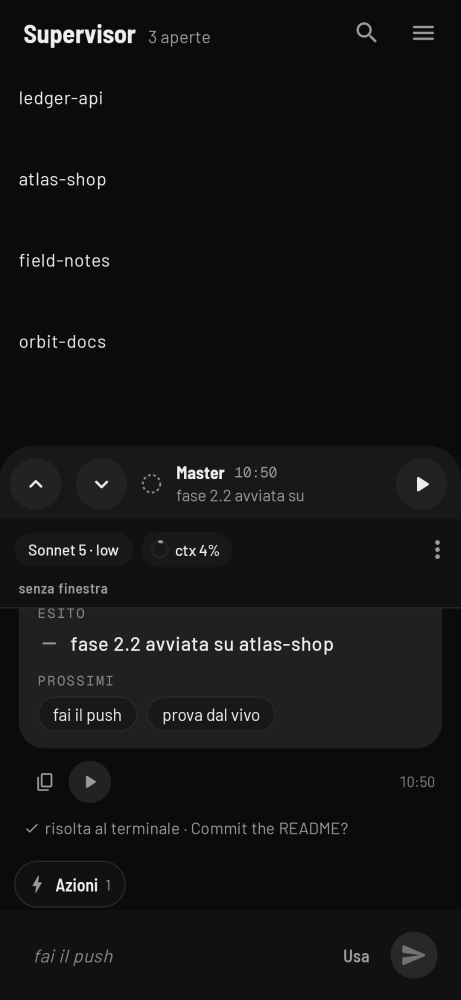 Supervisor 3 aperte
ledger-api
atlas-shop
field-notes
orbit-docs
Master 10:50
fase 2.2 avviata su
Sonnet 5 · low ctx 4%
senza finestra
ESITO
— fase 2.2 avviata su atlas-shop
PROSSIMI
fai il push prova dal vivo
10:50
✓ risolta al terminale · Commit the README?
Azioni 1
fai il push Usa